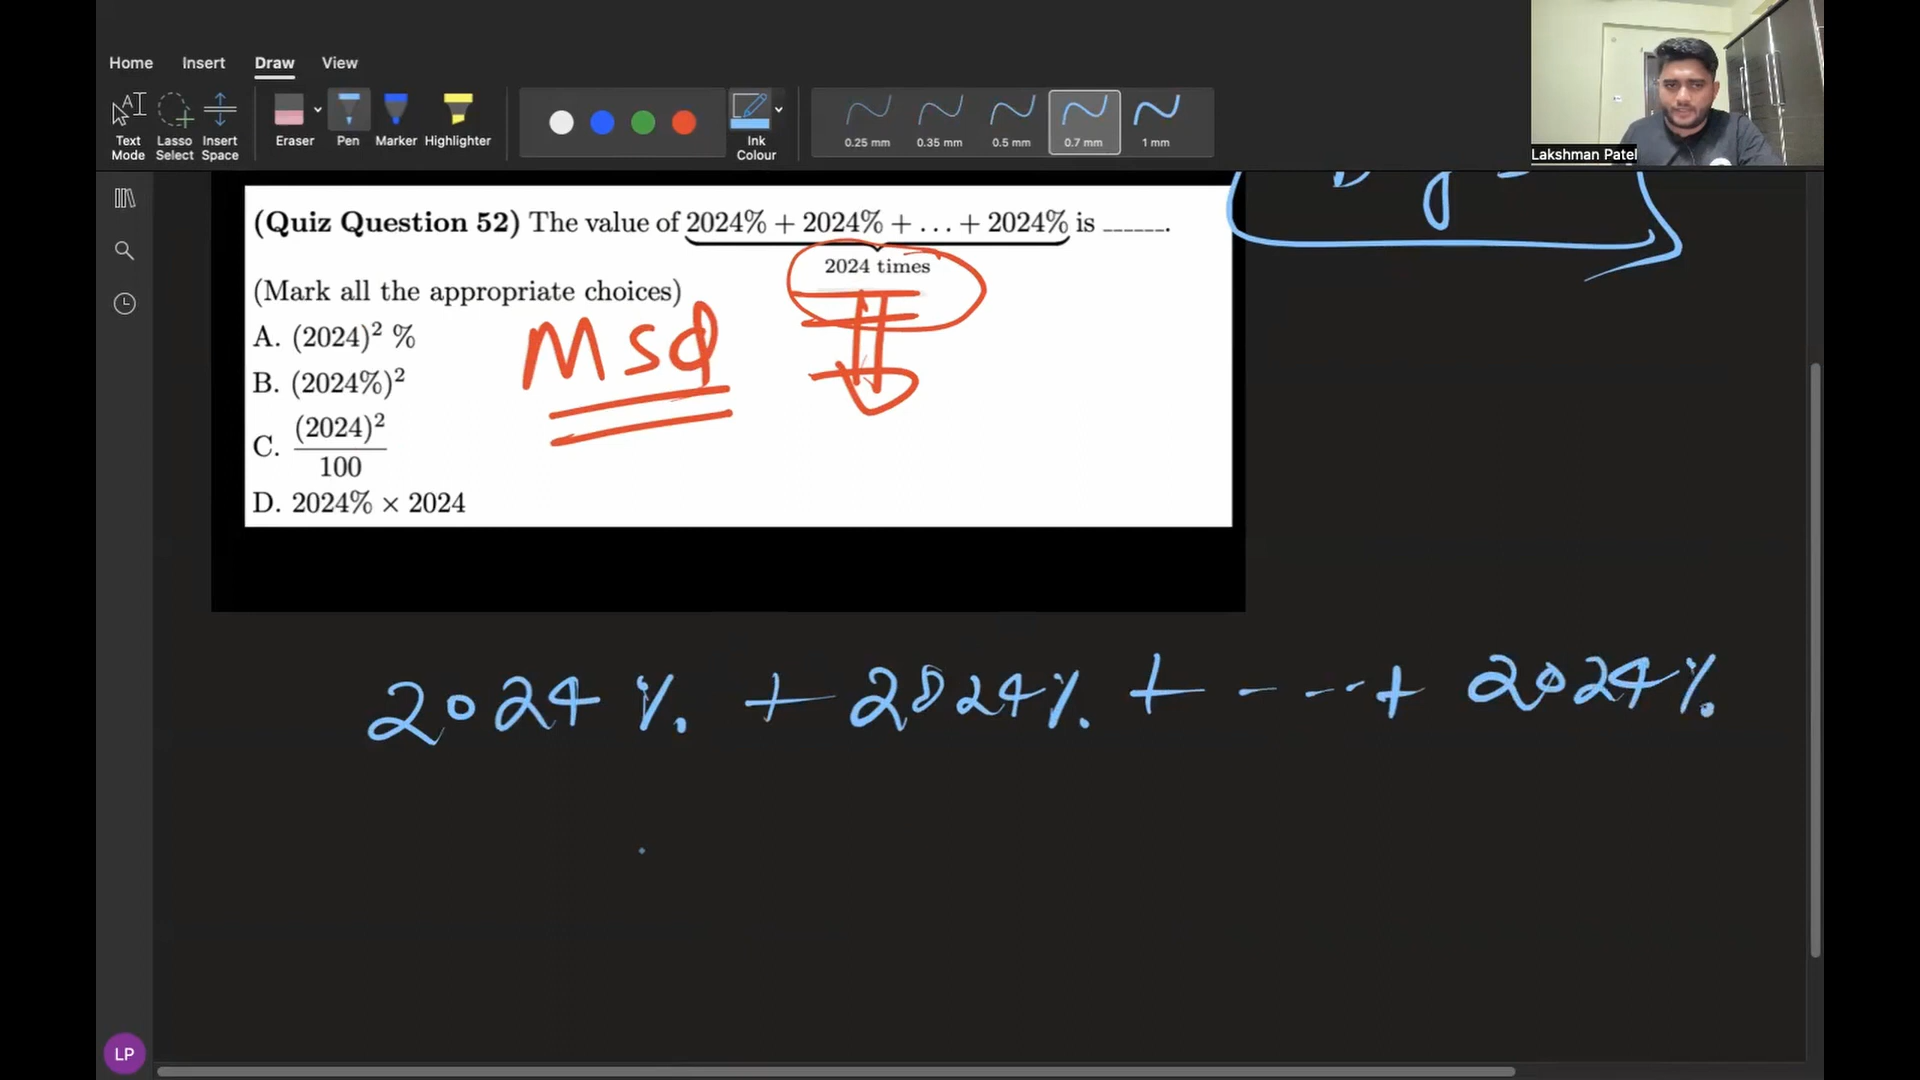 Home Insert Draw View
Text Mode Lasso Select Insert Space Eraser Pen Marker Highlighter Ink Colour 0.25 mm 0.35 mm 0.5 mm 0.7 mm 1 mm
Lakshman Patel
(Quiz Question 52) The value of 2024% + 2024% + … + 2024% is ______.
2024 times
(Mark all the appropriate choices)
A. (2024)² %
B. (2024%)²
C. (2024)²/100
D. 2024% × 2024
MSQ
2024% + 2024% + ---- + 2024%
LP